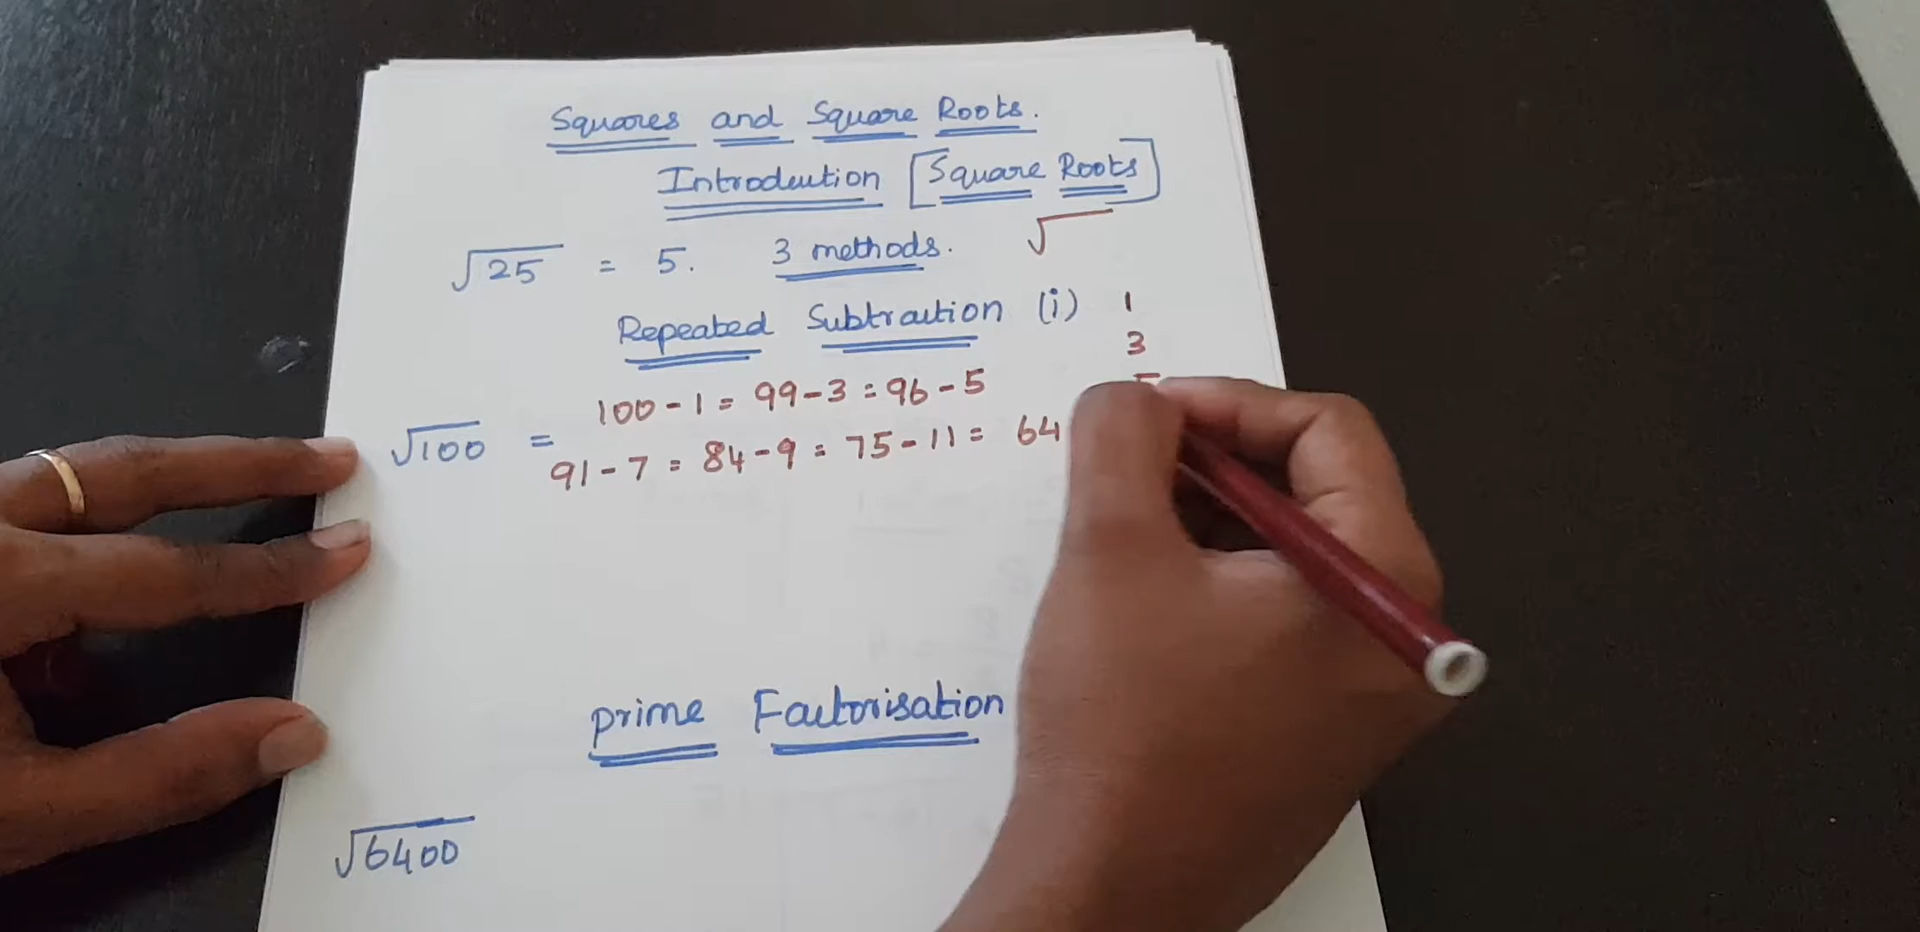 Squares and Square Roots.
Introduction [Square Roots]
√25 = 5. 3 methods. √
Repeated Subtraction (i) 1
3
100 - 1 = 99 - 3 = 96 - 5
√100 =
91 - 7 = 84 - 9 = 75 - 11 = 64
prime Factorisation
√6400